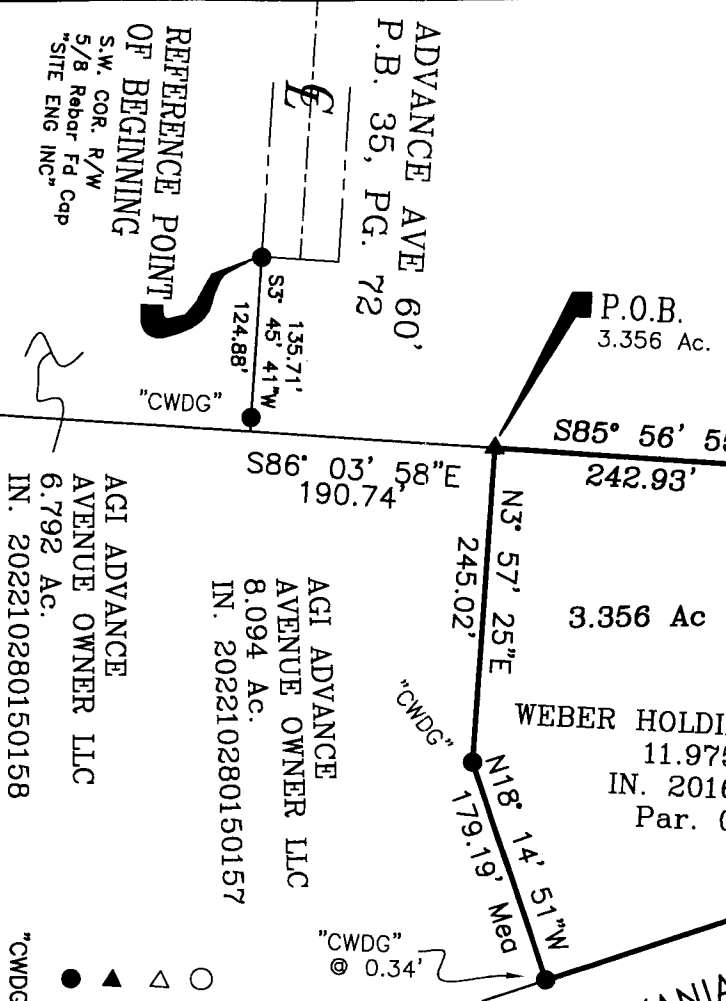 ADVANCE AVE 60'
P.B. 35, PG. 72
REFERENCE POINT
OF BEGINNING
S.W. COR. R/W
5/8 Rebar Fd Cap
"SITE ENG INC"
135.71'
S3° 45' 41"W
124.88'
"CWDG"
P.O.B.
3.356 Ac.
S85° 56' 55
242.93'
S86° 03' 58"E
190.74'
N3° 57' 25"E
245.02'
3.356 Ac
WEBER HOLDI
11.975
IN. 2016
Par.
"CWDG"
N18° 14' 51"W
179.19' Mea
AGI ADVANCE
AVENUE OWNER LLC
8.094 Ac.
IN. 202210280150157
AGI ADVANCE
AVENUE OWNER LLC
6.792 Ac.
IN. 202210280150158
"CWDG"
@ 0.34'
"CWDG